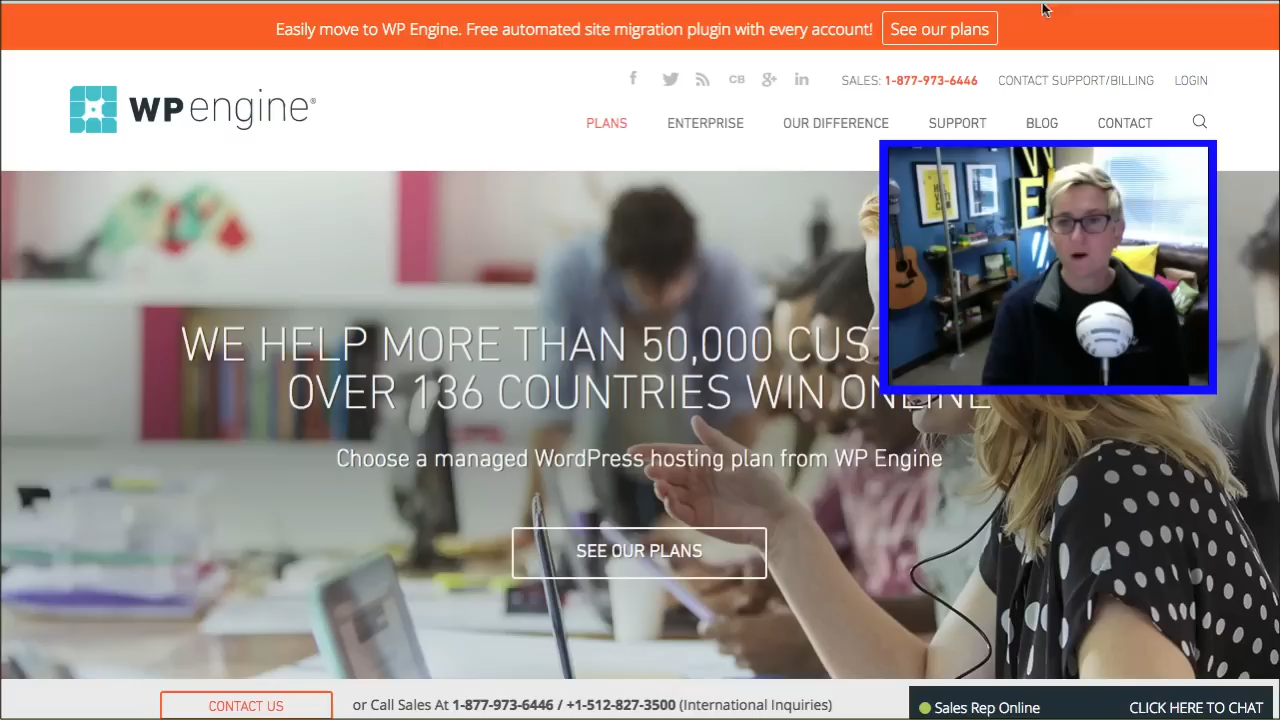 Easily move to WP Engine. Free automated site migration plugin with every account! See our plans
f CB g+ in SALES: 1-877-973-6446 CONTACT SUPPORT/BILLING LOGIN
WP engine®
PLANS ENTERPRISE OUR DIFFERENCE SUPPORT BLOG CONTACT
WE HELP MORE THAN 50,000
OVER 136 COUNTRIES WIN ONLINE
Choose a managed WordPress hosting plan from WP Engine
SEE OUR PLANS
CONTACT US or Call Sales At 1-877-973-6446 / +1-512-827-3500 (International Inquiries)
Sales Rep Online CLICK HERE TO CHAT